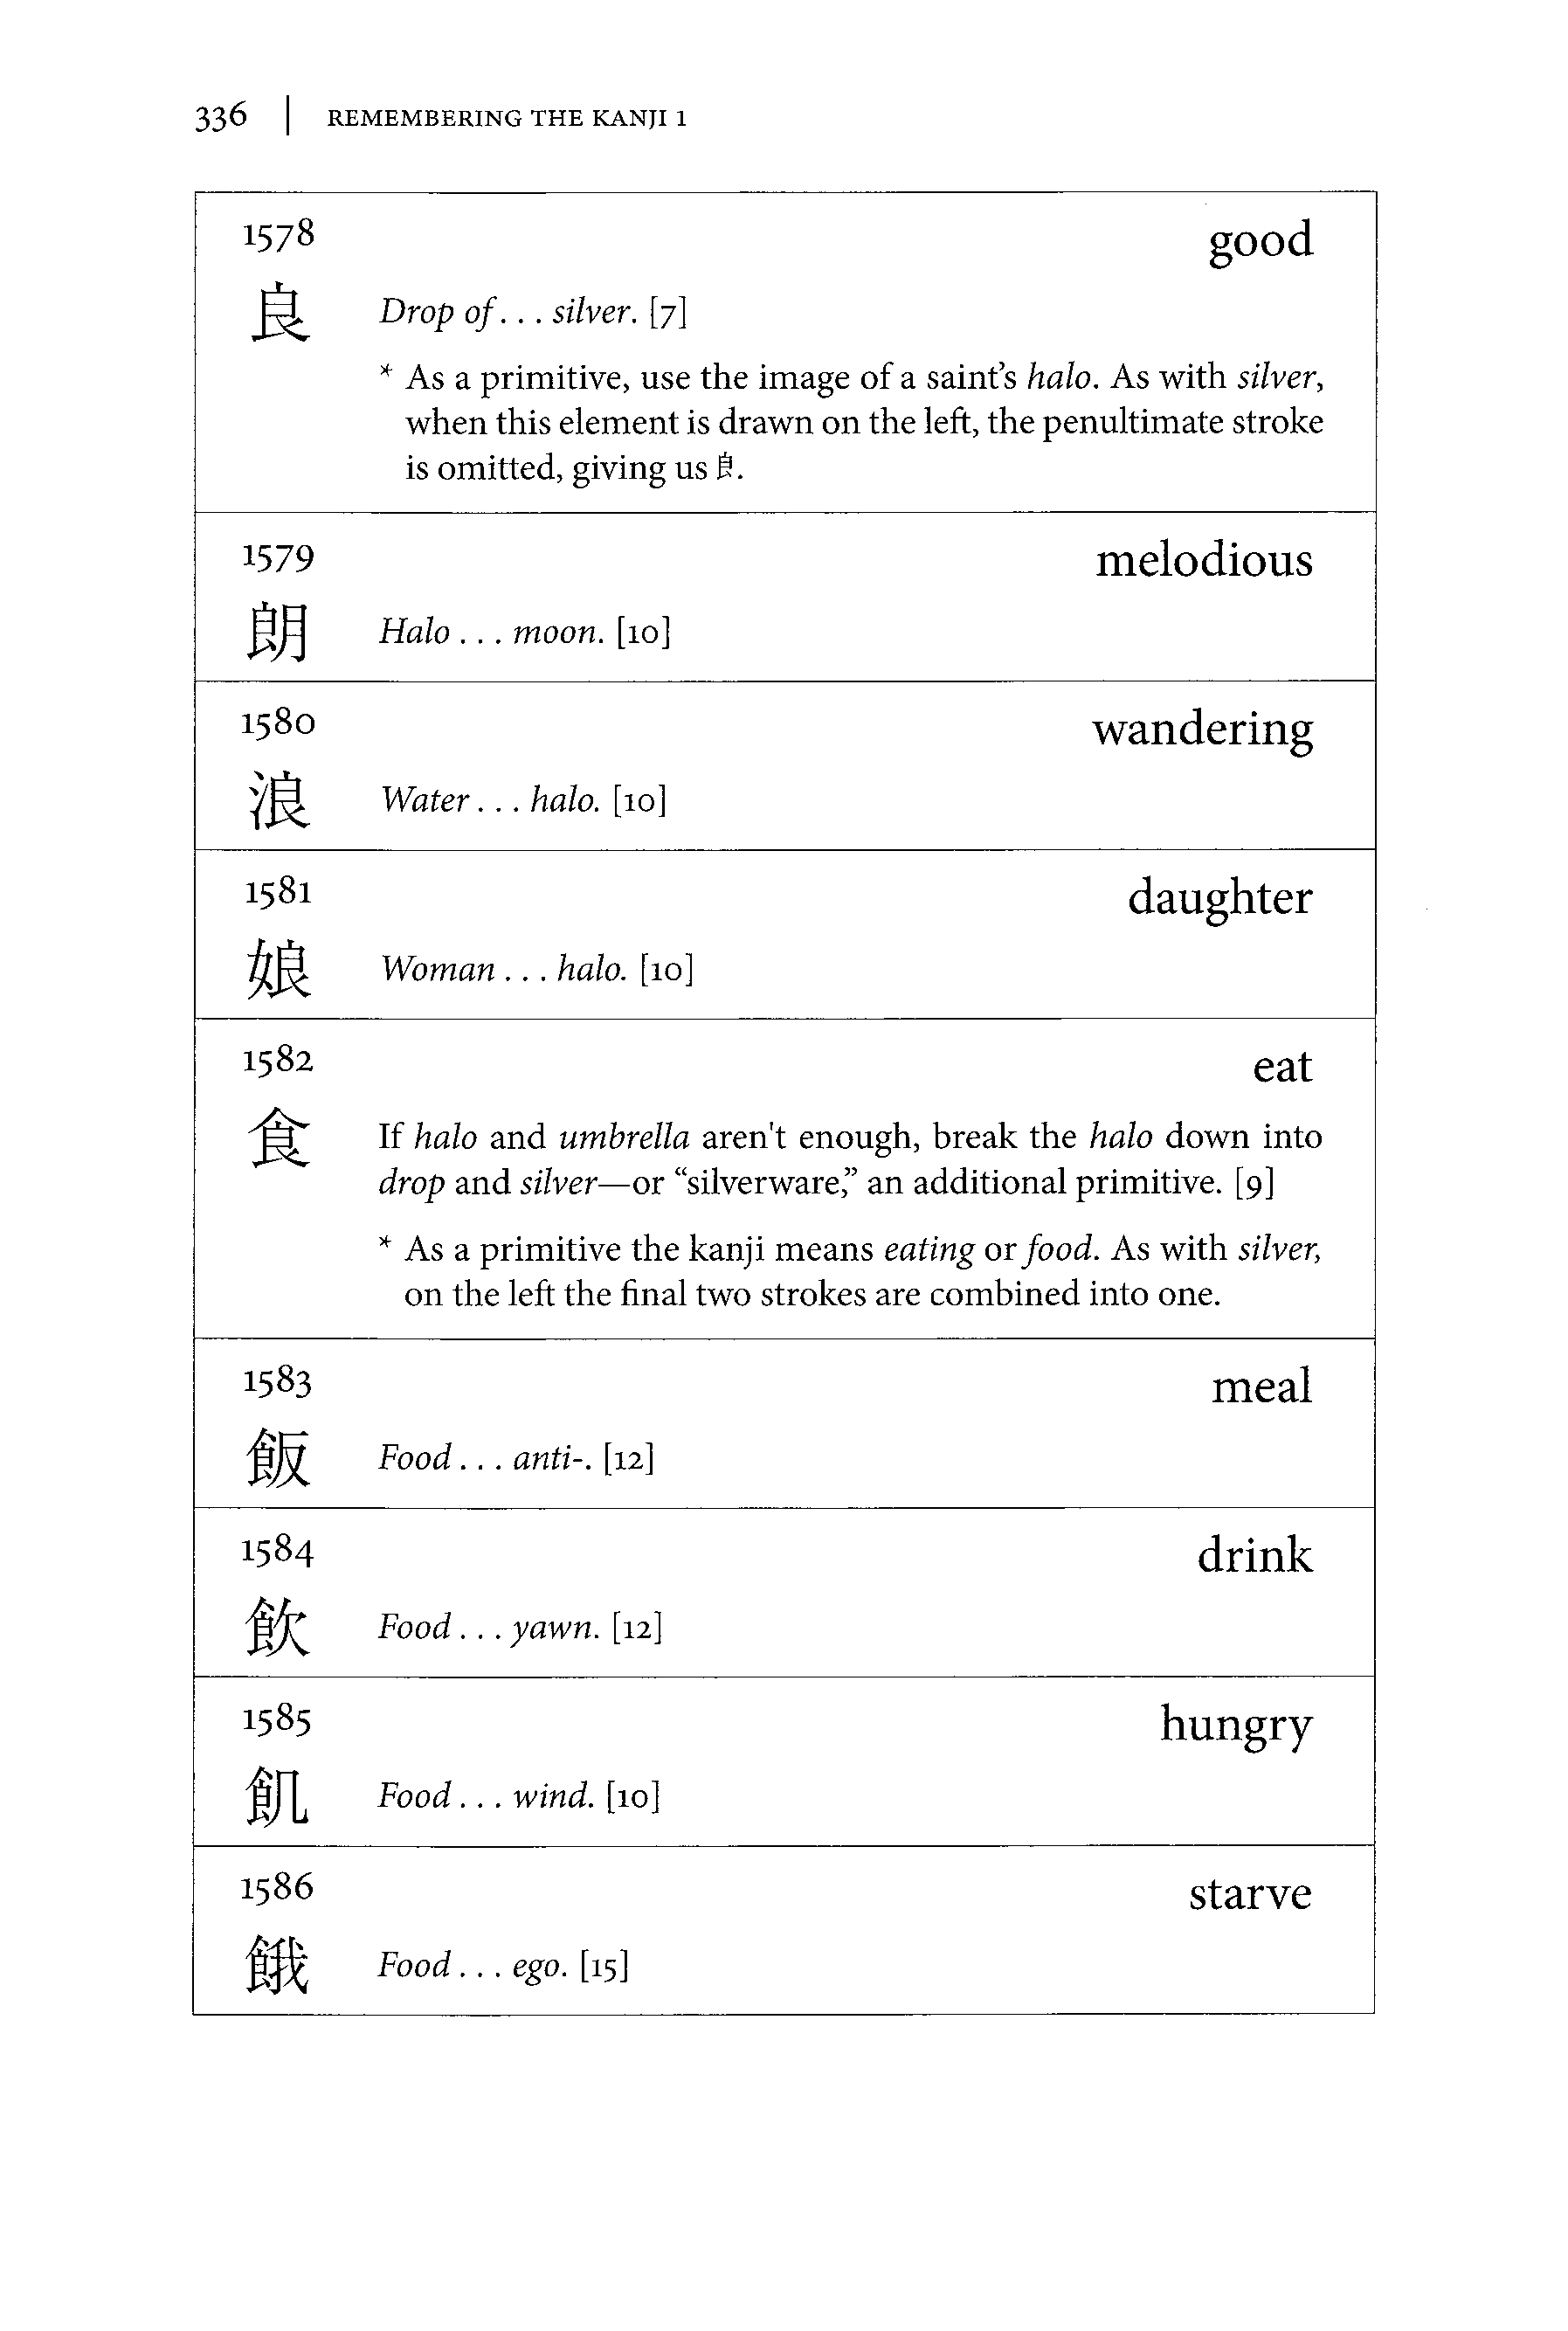 336 | REMEMBERING THE KANJI 1
1578 good
良 Drop of . . . silver. [7]
* As a primitive, use the image of a saint’s halo. As with silver,
when this element is drawn on the left, the penultimate stroke
is omitted, giving us .
1579 melodious
朗 Halo . . . moon. [10]
1580 wandering
浪 Water . . . halo. [10]
1581 daughter
娘 Woman . . . halo. [10]
1582 eat
食 If halo and umbrella aren't enough, break the halo down into
drop and silver—or “silverware,” an additional primitive. [9]
* As a primitive the kanji means eating or food. As with silver,
on the left the final two strokes are combined into one.
1583 meal
飯 Food . . . anti-. [12]
1584 drink
飲 Food . . . yawn. [12]
1585 hungry
飢 Food . . . wind. [10]
1586 starve
餓 Food . . . ego. [15]